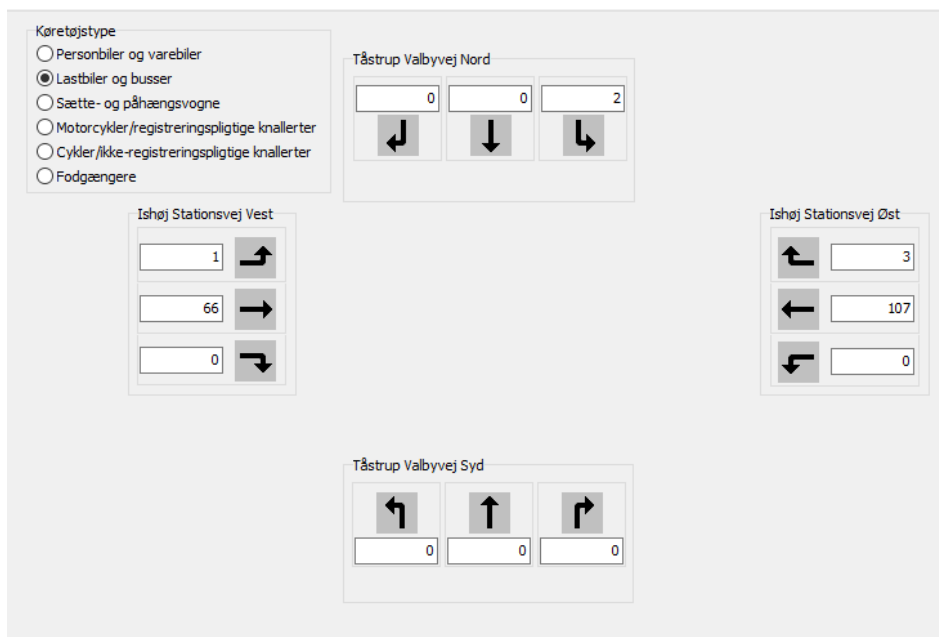 Køretøjstype
Personbiler og varebiler
Lastbiler og busser
Sætte- og påhængsvogne
Motorcykler/registreringspligtige knallerter
Cykler/ikke-registreringspligtige knallerter
Fodgængere
Tåstrup Valbyvej Nord
0 0 2
Ishøj Stationsvej Vest
1
66
0
Ishøj Stationsvej Øst
3
107
0
Tåstrup Valbyvej Syd
0 0 0